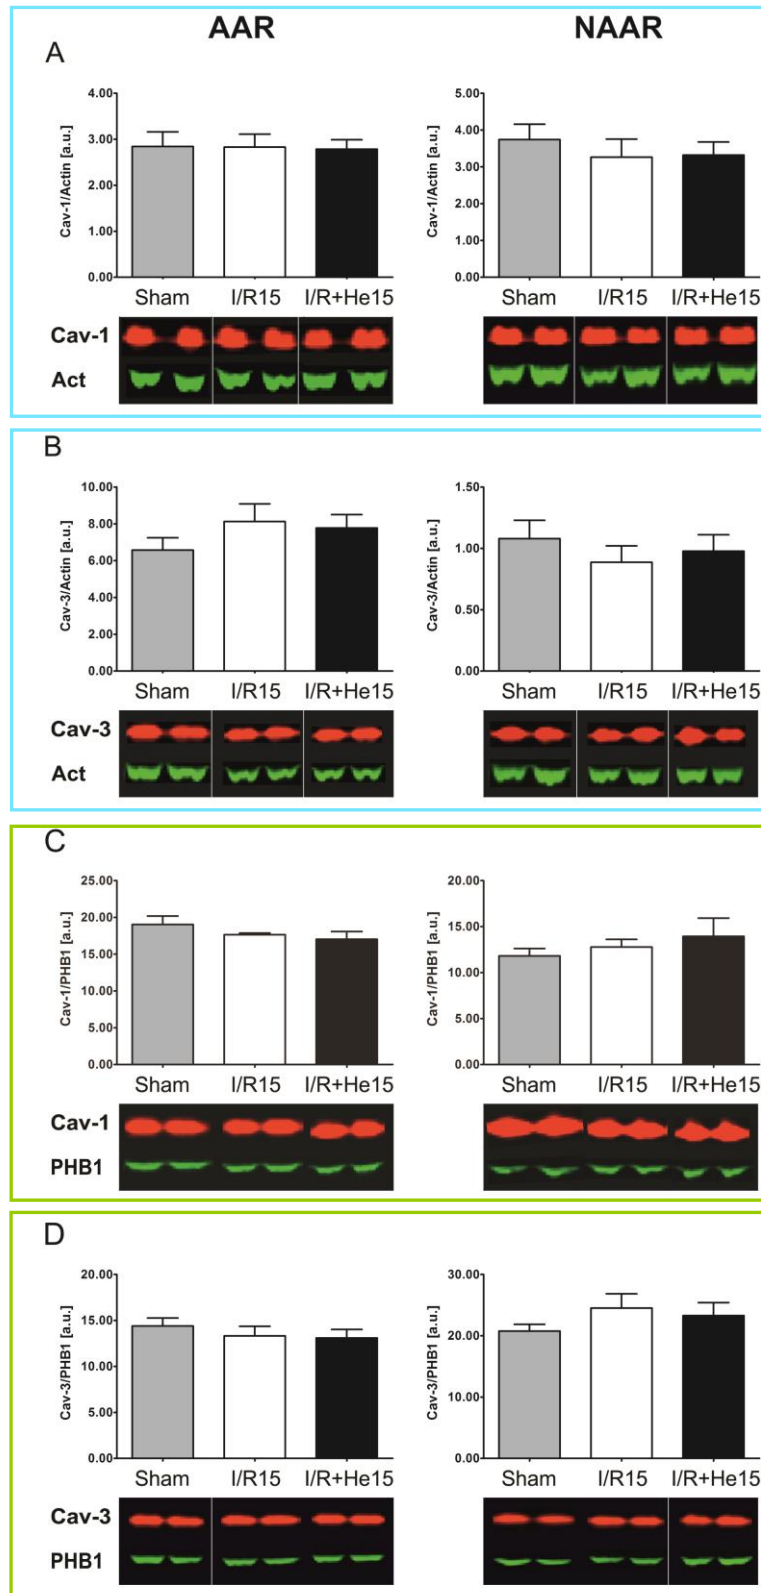 AAR NAAR
A
4.00 5.00
4.00
3.00
3.00
2.00
2.00
1.00
1.00
0.00 0.00
Cav-1/Actin [a.u.] Cav-1/Actin [a.u.]
Sham I/R15 I/R+He15 Sham I/R15 I/R+He15
Cav-1
Act
B
10.00 1.50
8.00
1.00
6.00
4.00
0.50
2.00
0.00 0.00
Cav-3/Actin [a.u.] Cav-3/Actin [a.u.]
Sham I/R15 I/R+He15 Sham I/R15 I/R+He15
Cav-3
Act
C
25.00 20.00
20.00
15.00
15.00
10.00
10.00
5.00
5.00
0.00 0.00
Cav-1/PHB1 [a.u.] Cav-1/PHB1 [a.u.]
Sham I/R15 I/R+He15 Sham I/R15 I/R+He15
Cav-1
PHB1
D
20.00 30.00
15.00
20.00
10.00
10.00
5.00
0.00 0.00
Cav-3/PHB1 [a.u.] Cav-3/PHB1 [a.u.]
Sham I/R15 I/R+He15 Sham I/R15 I/R+He15
Cav-3
PHB1